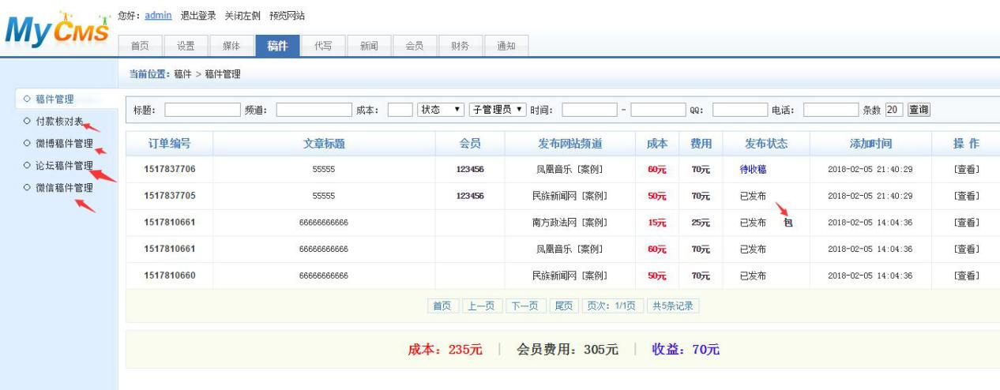 MyCMS
您好：admin 退出登录 关闭左侧 预览网站
首页 设置 媒体 稿件 代写 新闻 会员 财务 通知
当前位置：稿件 > 稿件管理
稿件管理
付款核对表
微博稿件管理
论坛稿件管理
微信稿件管理
标题： 频道： 成本： 状态 子管理员 时间： - QQ： 电话： 条数 20 查询
订单编号 文章标题 会员 发布网站频道 成本 费用 发布状态 添加时间 操 作
1517837706 55555 123456 凤凰音乐 [案例] 60元 70元 待收稿 2018-02-05 21:40:29 [查看]
1517837705 55555 123456 民族新闻网 [案例] 50元 70元 已发布 2018-02-05 21:40:29 [查看]
1517810661 66666666666 南方政法网 [案例] 15元 25元 已发布 包 2018-02-05 14:04:36 [查看]
1517810661 66666666666 凤凰音乐 [案例] 60元 70元 已发布 2018-02-05 14:04:36 [查看]
1517810660 66666666666 民族新闻网 [案例] 50元 70元 已发布 2018-02-05 14:04:36 [查看]
首页 上一页 下一页 尾页 页次：1/1页 共5条记录
成本：235元 | 会员费用：305元 | 收益：70元